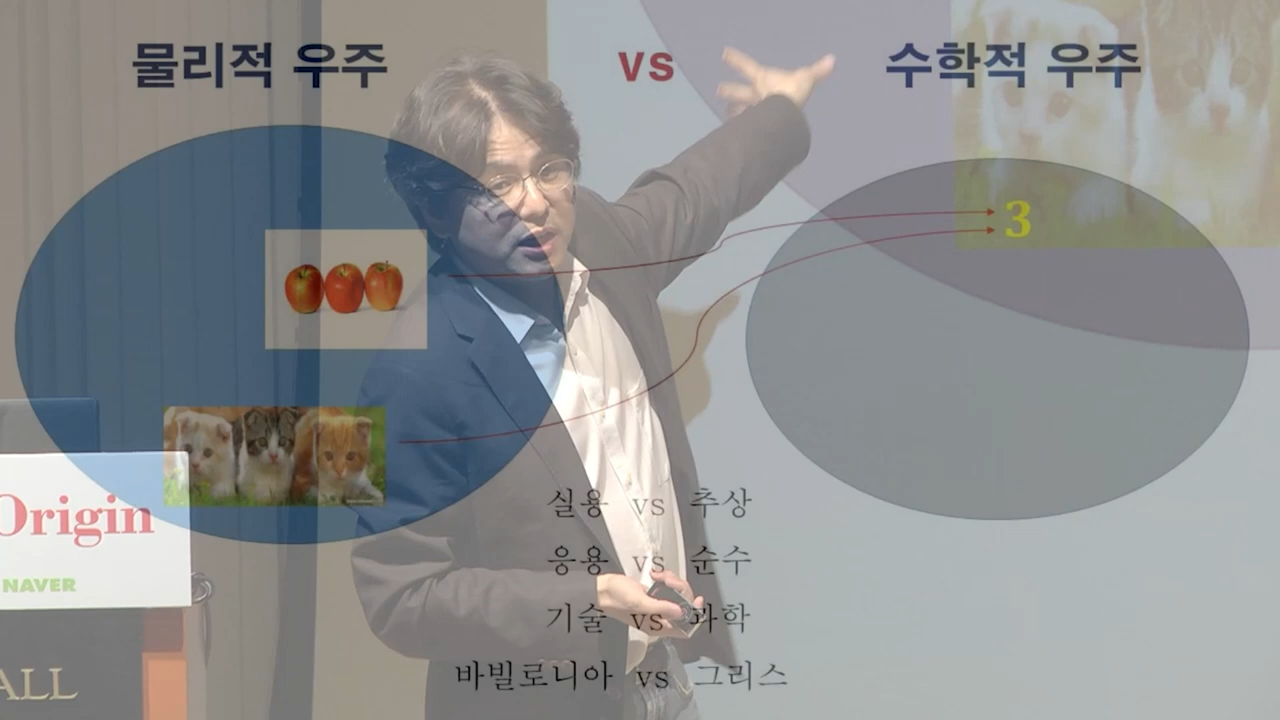 물리적 우주 vs 수학적 우주
3
Origin
NAVER
ALL
실용 vs 추상
응용 vs 순수
기술 vs 과학
바빌로니아 vs 그리스